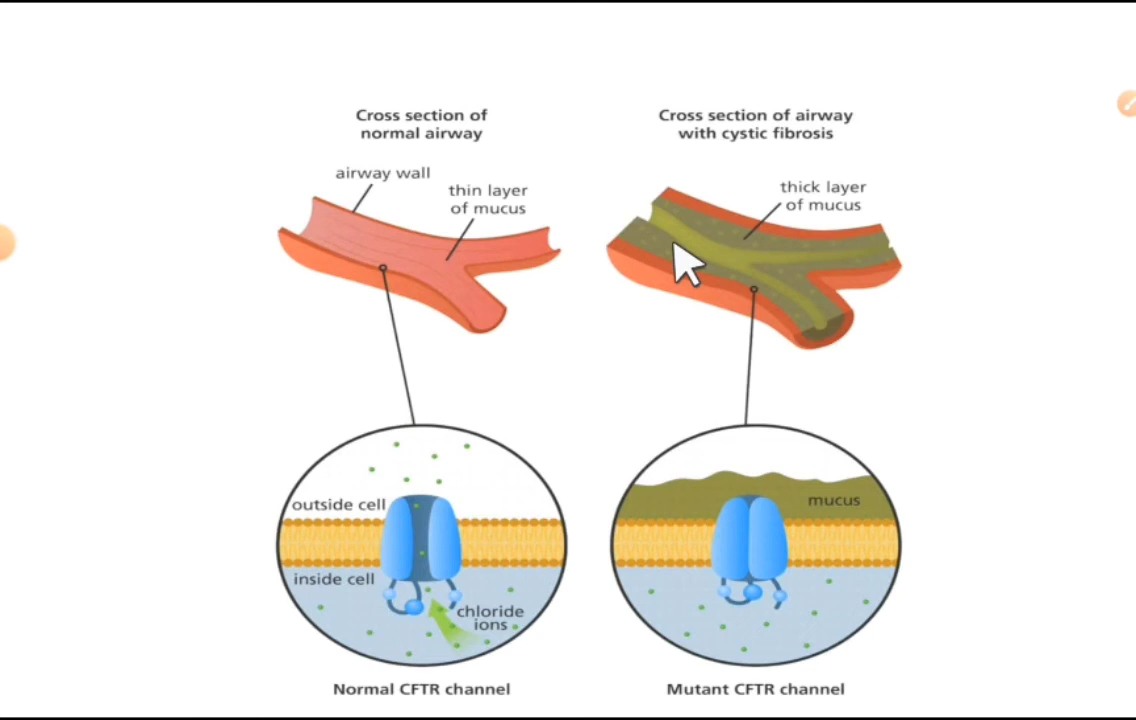 Cross section of
normal airway
Cross section of airway
with cystic fibrosis
airway wall
thin layer
of mucus
thick layer
of mucus
outside cell
inside cell
chloride
ions
mucus
Normal CFTR channel
Mutant CFTR channel